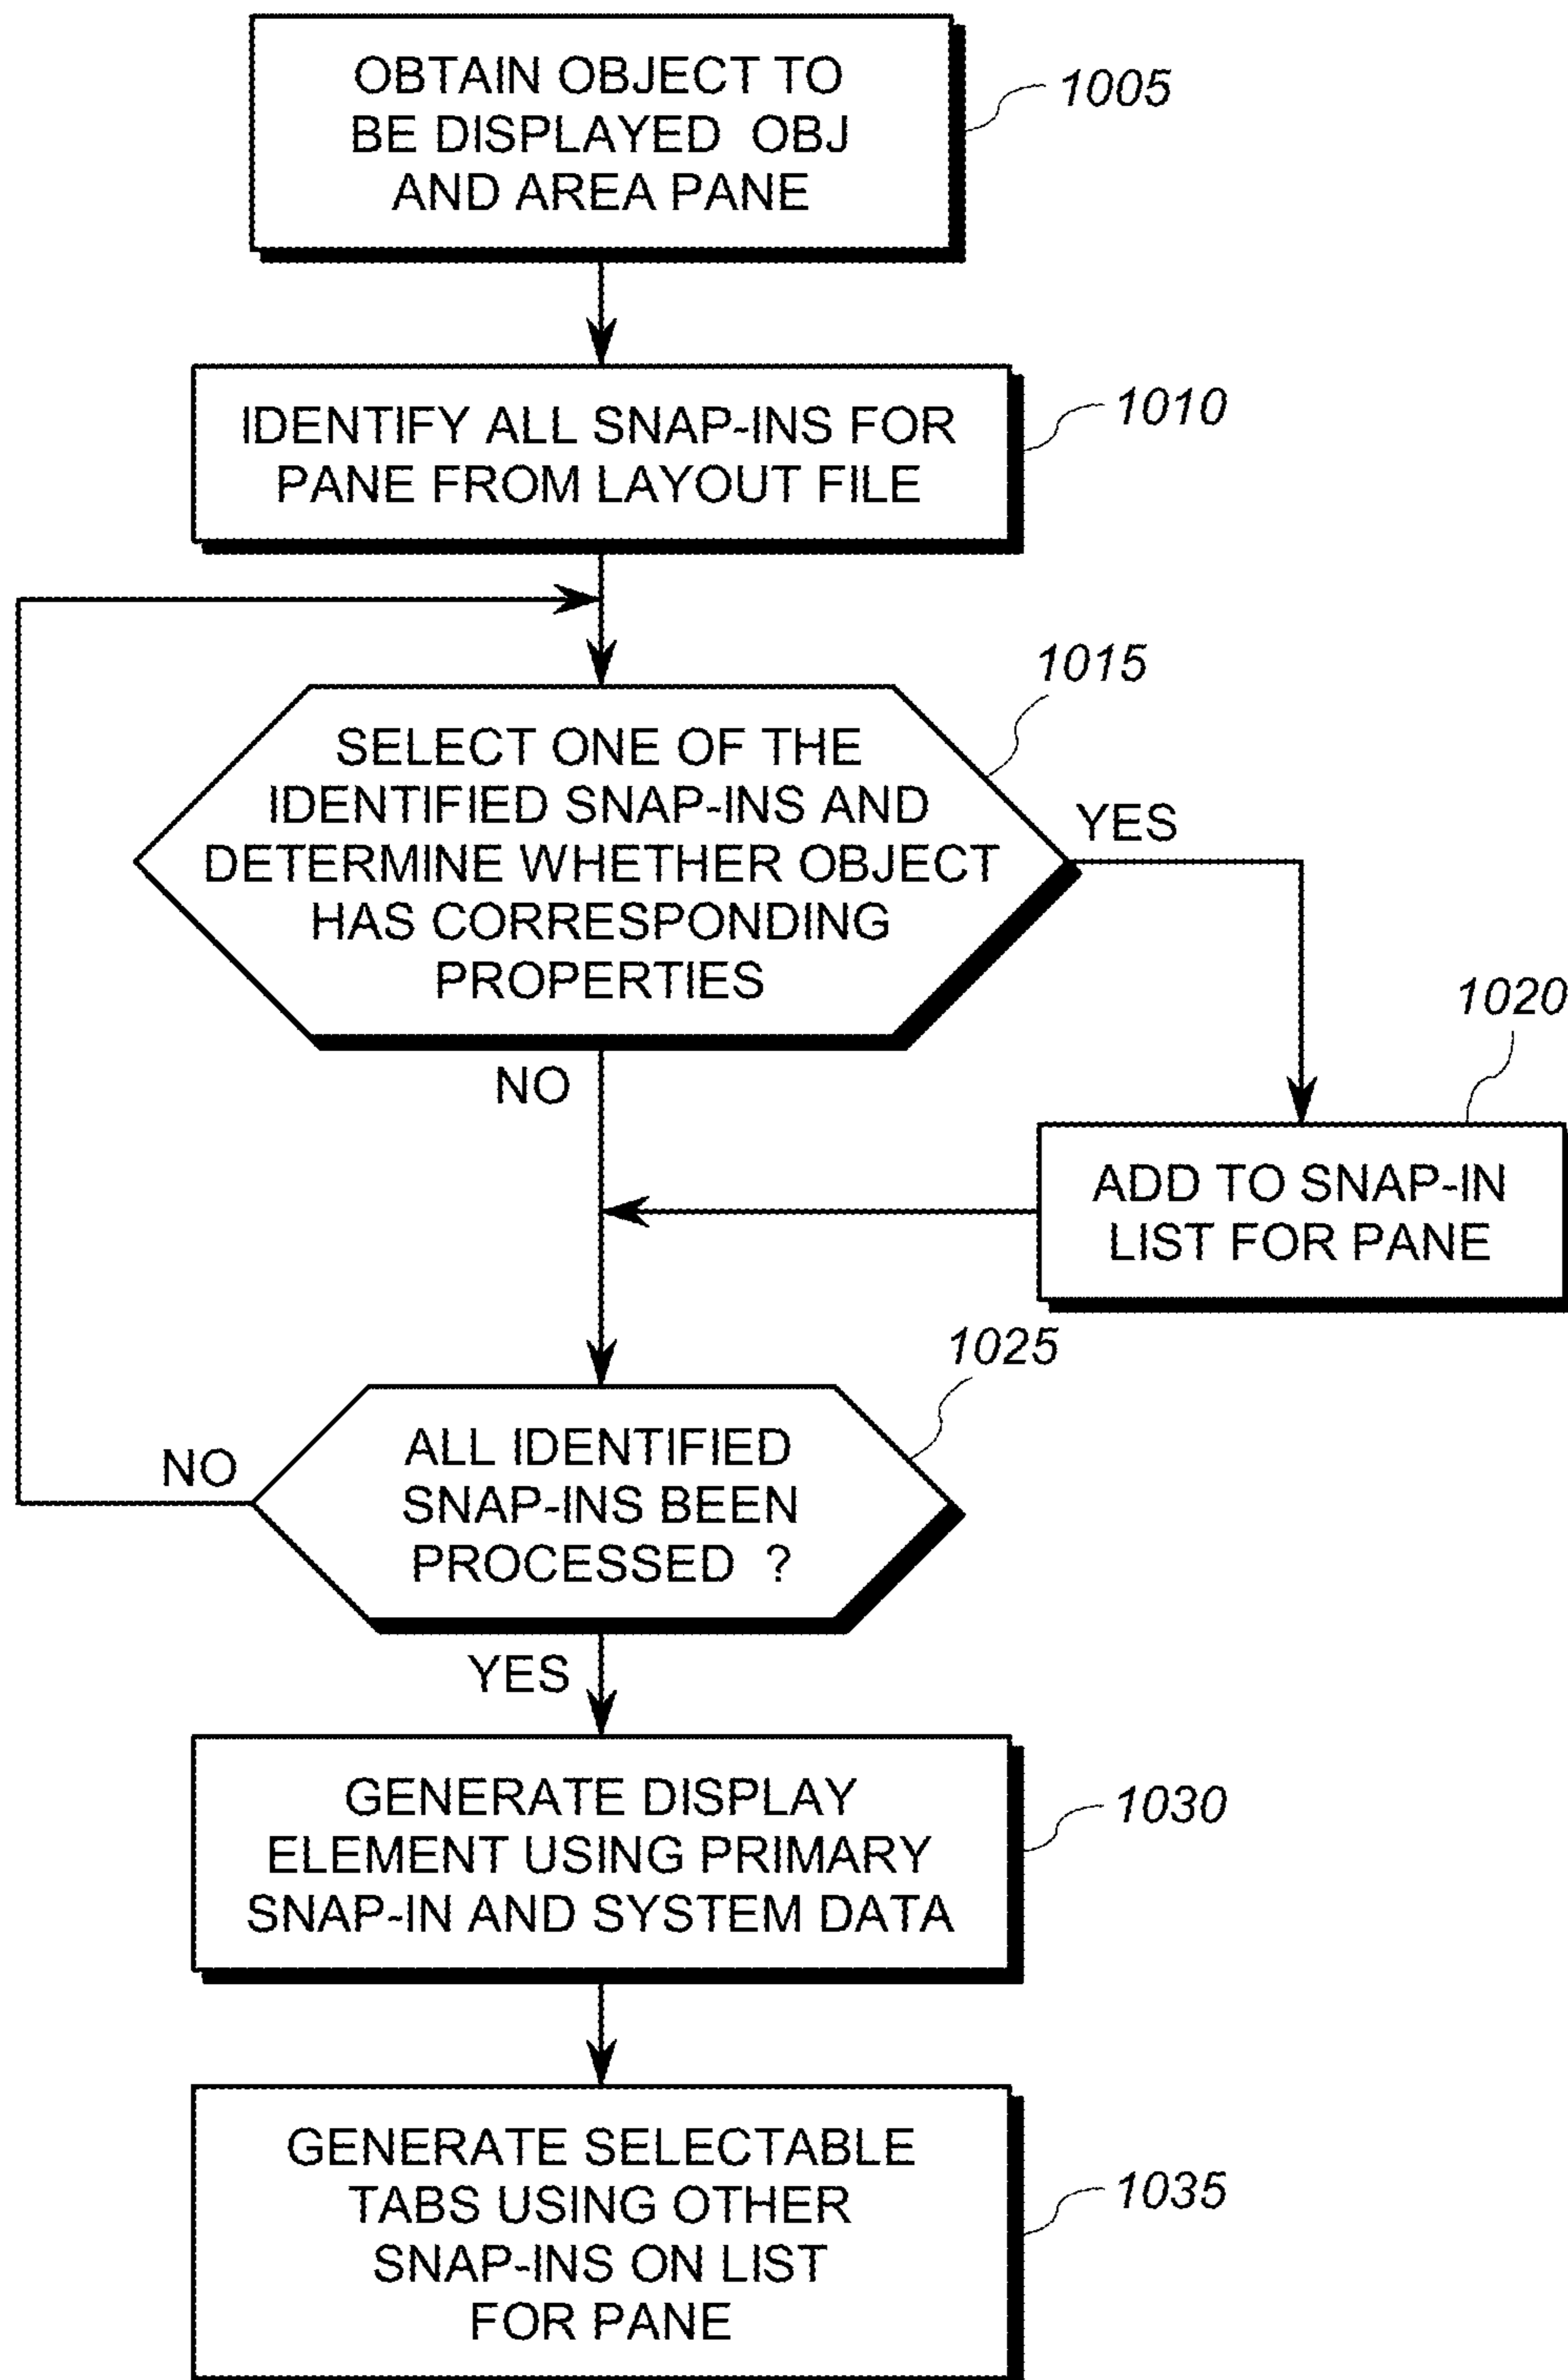 OBTAIN OBJECT TO
BE DISPLAYED OBJ
AND AREA PANE
1005
IDENTIFY ALL SNAP-INS FOR
PANE FROM LAYOUT FILE
1010
1015
SELECT ONE OF THE
IDENTIFIED SNAP-INS AND
DETERMINE WHETHER OBJECT
HAS CORRESPONDING
PROPERTIES
YES
NO
1020
ADD TO SNAP-IN
LIST FOR PANE
1025
ALL IDENTIFIED
SNAP-INS BEEN
PROCESSED ?
NO
YES
GENERATE DISPLAY
ELEMENT USING PRIMARY
SNAP-IN AND SYSTEM DATA
1030
GENERATE SELECTABLE
TABS USING OTHER
SNAP-INS ON LIST
FOR PANE
1035